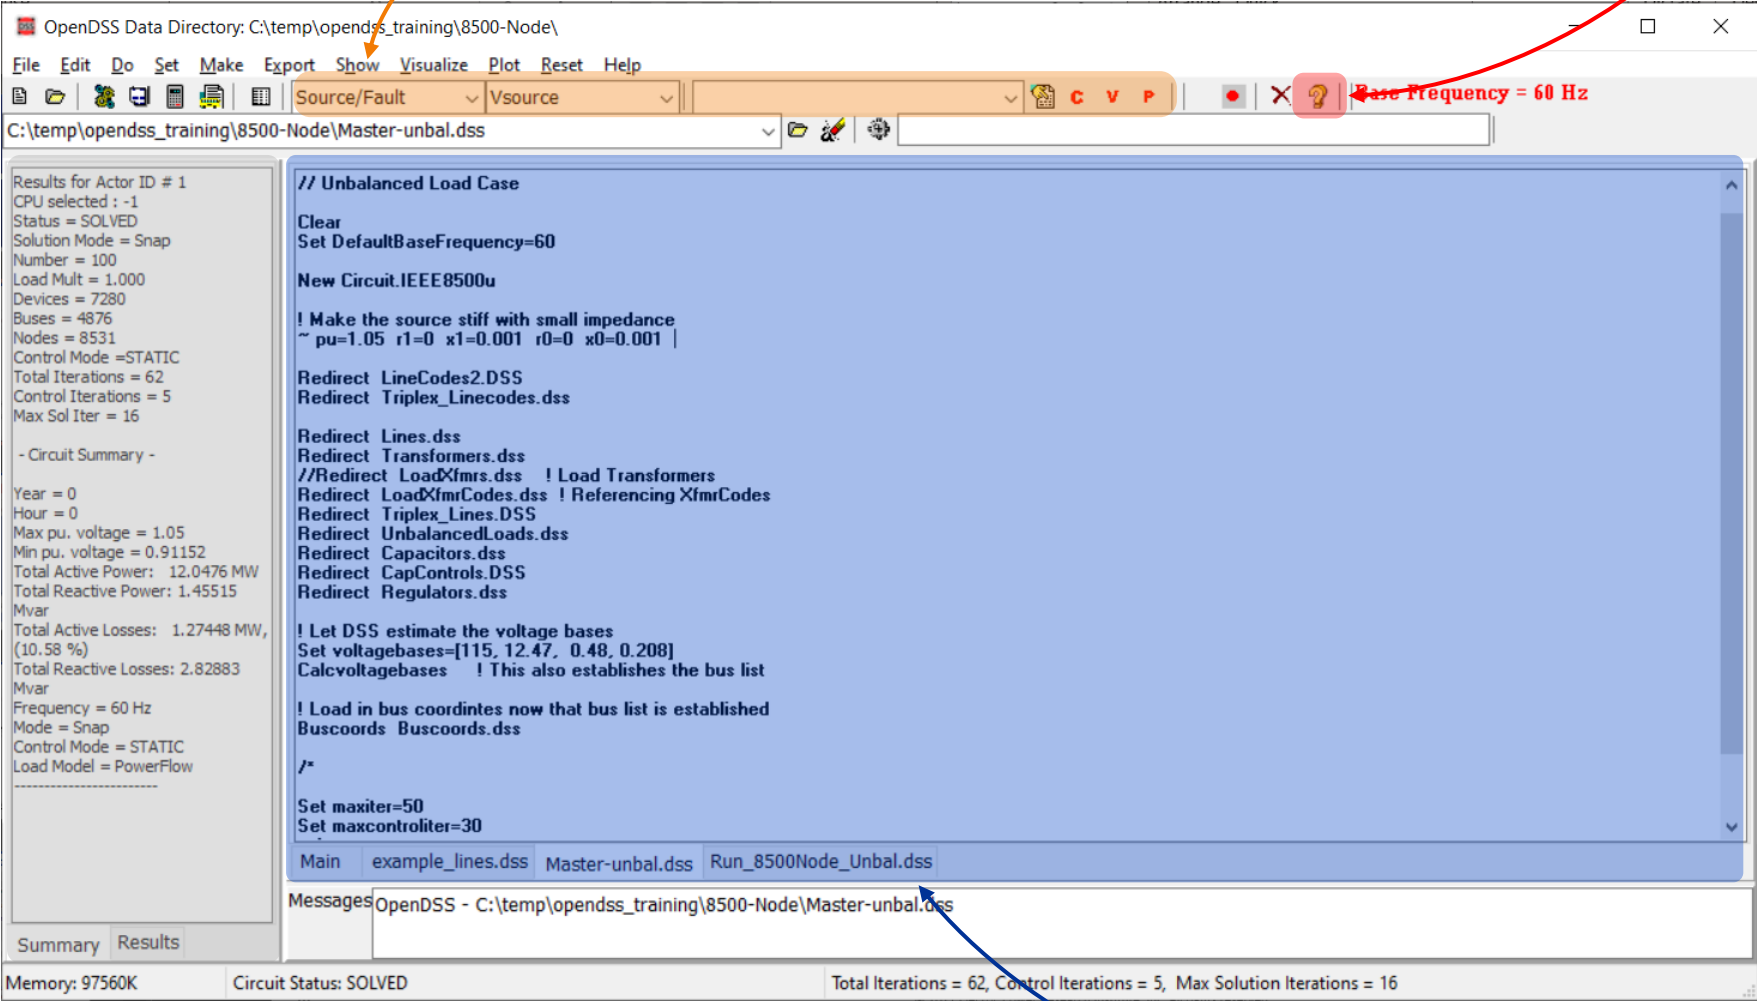 OpenDSS Data Directory: C:\temp\opendss_training\8500-Node\
File Edit Do Set Make Export Show Visualize Plot Reset Help
Source/Fault Vsource C V P Base Frequency = 60 Hz
C:\temp\opendss_training\8500-Node\Master-unbal.dss
Results for Actor ID # 1
CPU selected : -1
Status = SOLVED
Solution Mode = Snap
Number = 100
Load Mult = 1.000
Devices = 7280
Buses = 4876
Nodes = 8531
Control Mode =STATIC
Total Iterations = 62
Control Iterations = 5
Max Sol Iter = 16
- Circuit Summary -
Year = 0
Hour = 0
Max pu. voltage = 1.05
Min pu. voltage = 0.91152
Total Active Power: 12.0476 MW
Total Reactive Power: 1.45515
Mvar
Total Active Losses: 1.27448 MW,
(10.58 %)
Total Reactive Losses: 2.82883
Mvar
Frequency = 60 Hz
Mode = Snap
Control Mode = STATIC
Load Model = PowerFlow
------------------------
Summary Results
// Unbalanced Load Case
Clear
Set DefaultBaseFrequency=60
New Circuit.IEEE8500u
! Make the source stiff with small impedance
~ pu=1.05 r1=0 x1=0.001 r0=0 x0=0.001
Redirect LineCodes2.DSS
Redirect Triplex_Linecodes.dss
Redirect Lines.dss
Redirect Transformers.dss
//Redirect LoadXfmrs.dss ! Load Transformers
Redirect LoadXfmrCodes.dss ! Referencing XfmrCodes
Redirect Triplex_Lines.DSS
Redirect UnbalancedLoads.dss
Redirect Capacitors.dss
Redirect CapControls.DSS
Redirect Regulators.dss
! Let DSS estimate the voltage bases
Set voltagebases=[115, 12.47, 0.48, 0.208]
Calcvoltagebases ! This also establishes the bus list
! Load in bus coordintes now that bus list is established
Buscoords Buscoords.dss
/*
Set maxiter=50
Set maxcontroliter=30
Main example_lines.dss Master-unbal.dss Run_8500Node_Unbal.dss
Messages OpenDSS - C:\temp\opendss_training\8500-Node\Master-unbal.dss
Memory: 97560K Circuit Status: SOLVED Total Iterations = 62, Control Iterations = 5, Max Solution Iterations = 16